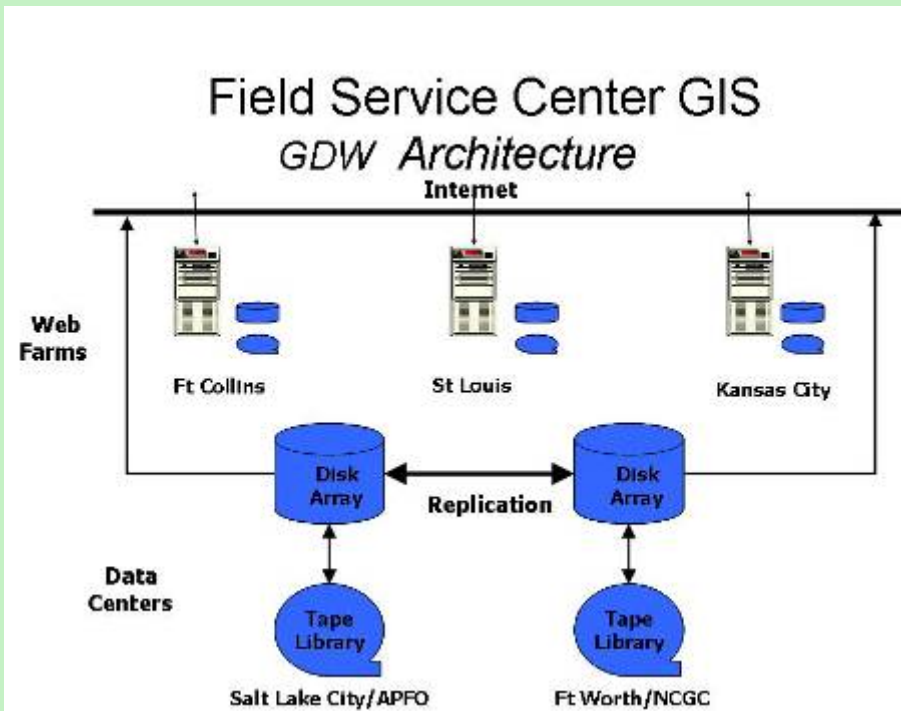 Field Service Center GIS
GDW Architecture
Internet
Web
Farms
Ft Collins
St Louis
Kansas City
Disk
Array
Replication
Disk
Array
Data
Centers
Tape
Library
Tape
Library
Salt Lake City/APFO
Ft Worth/NCGC